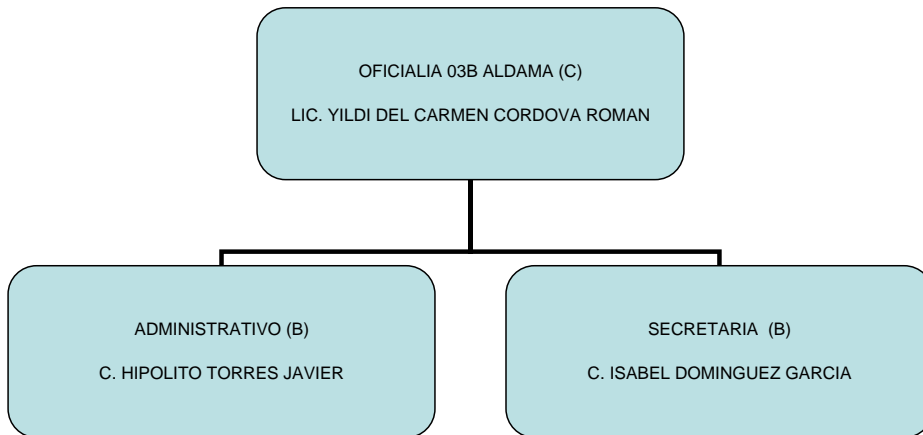 OFICIALIA 03B ALDAMA (C)
LIC. YILDI DEL CARMEN CORDOVA ROMAN
ADMINISTRATIVO (B)
C. HIPOLITO TORRES JAVIER
SECRETARIA (B)
C. ISABEL DOMINGUEZ GARCIA